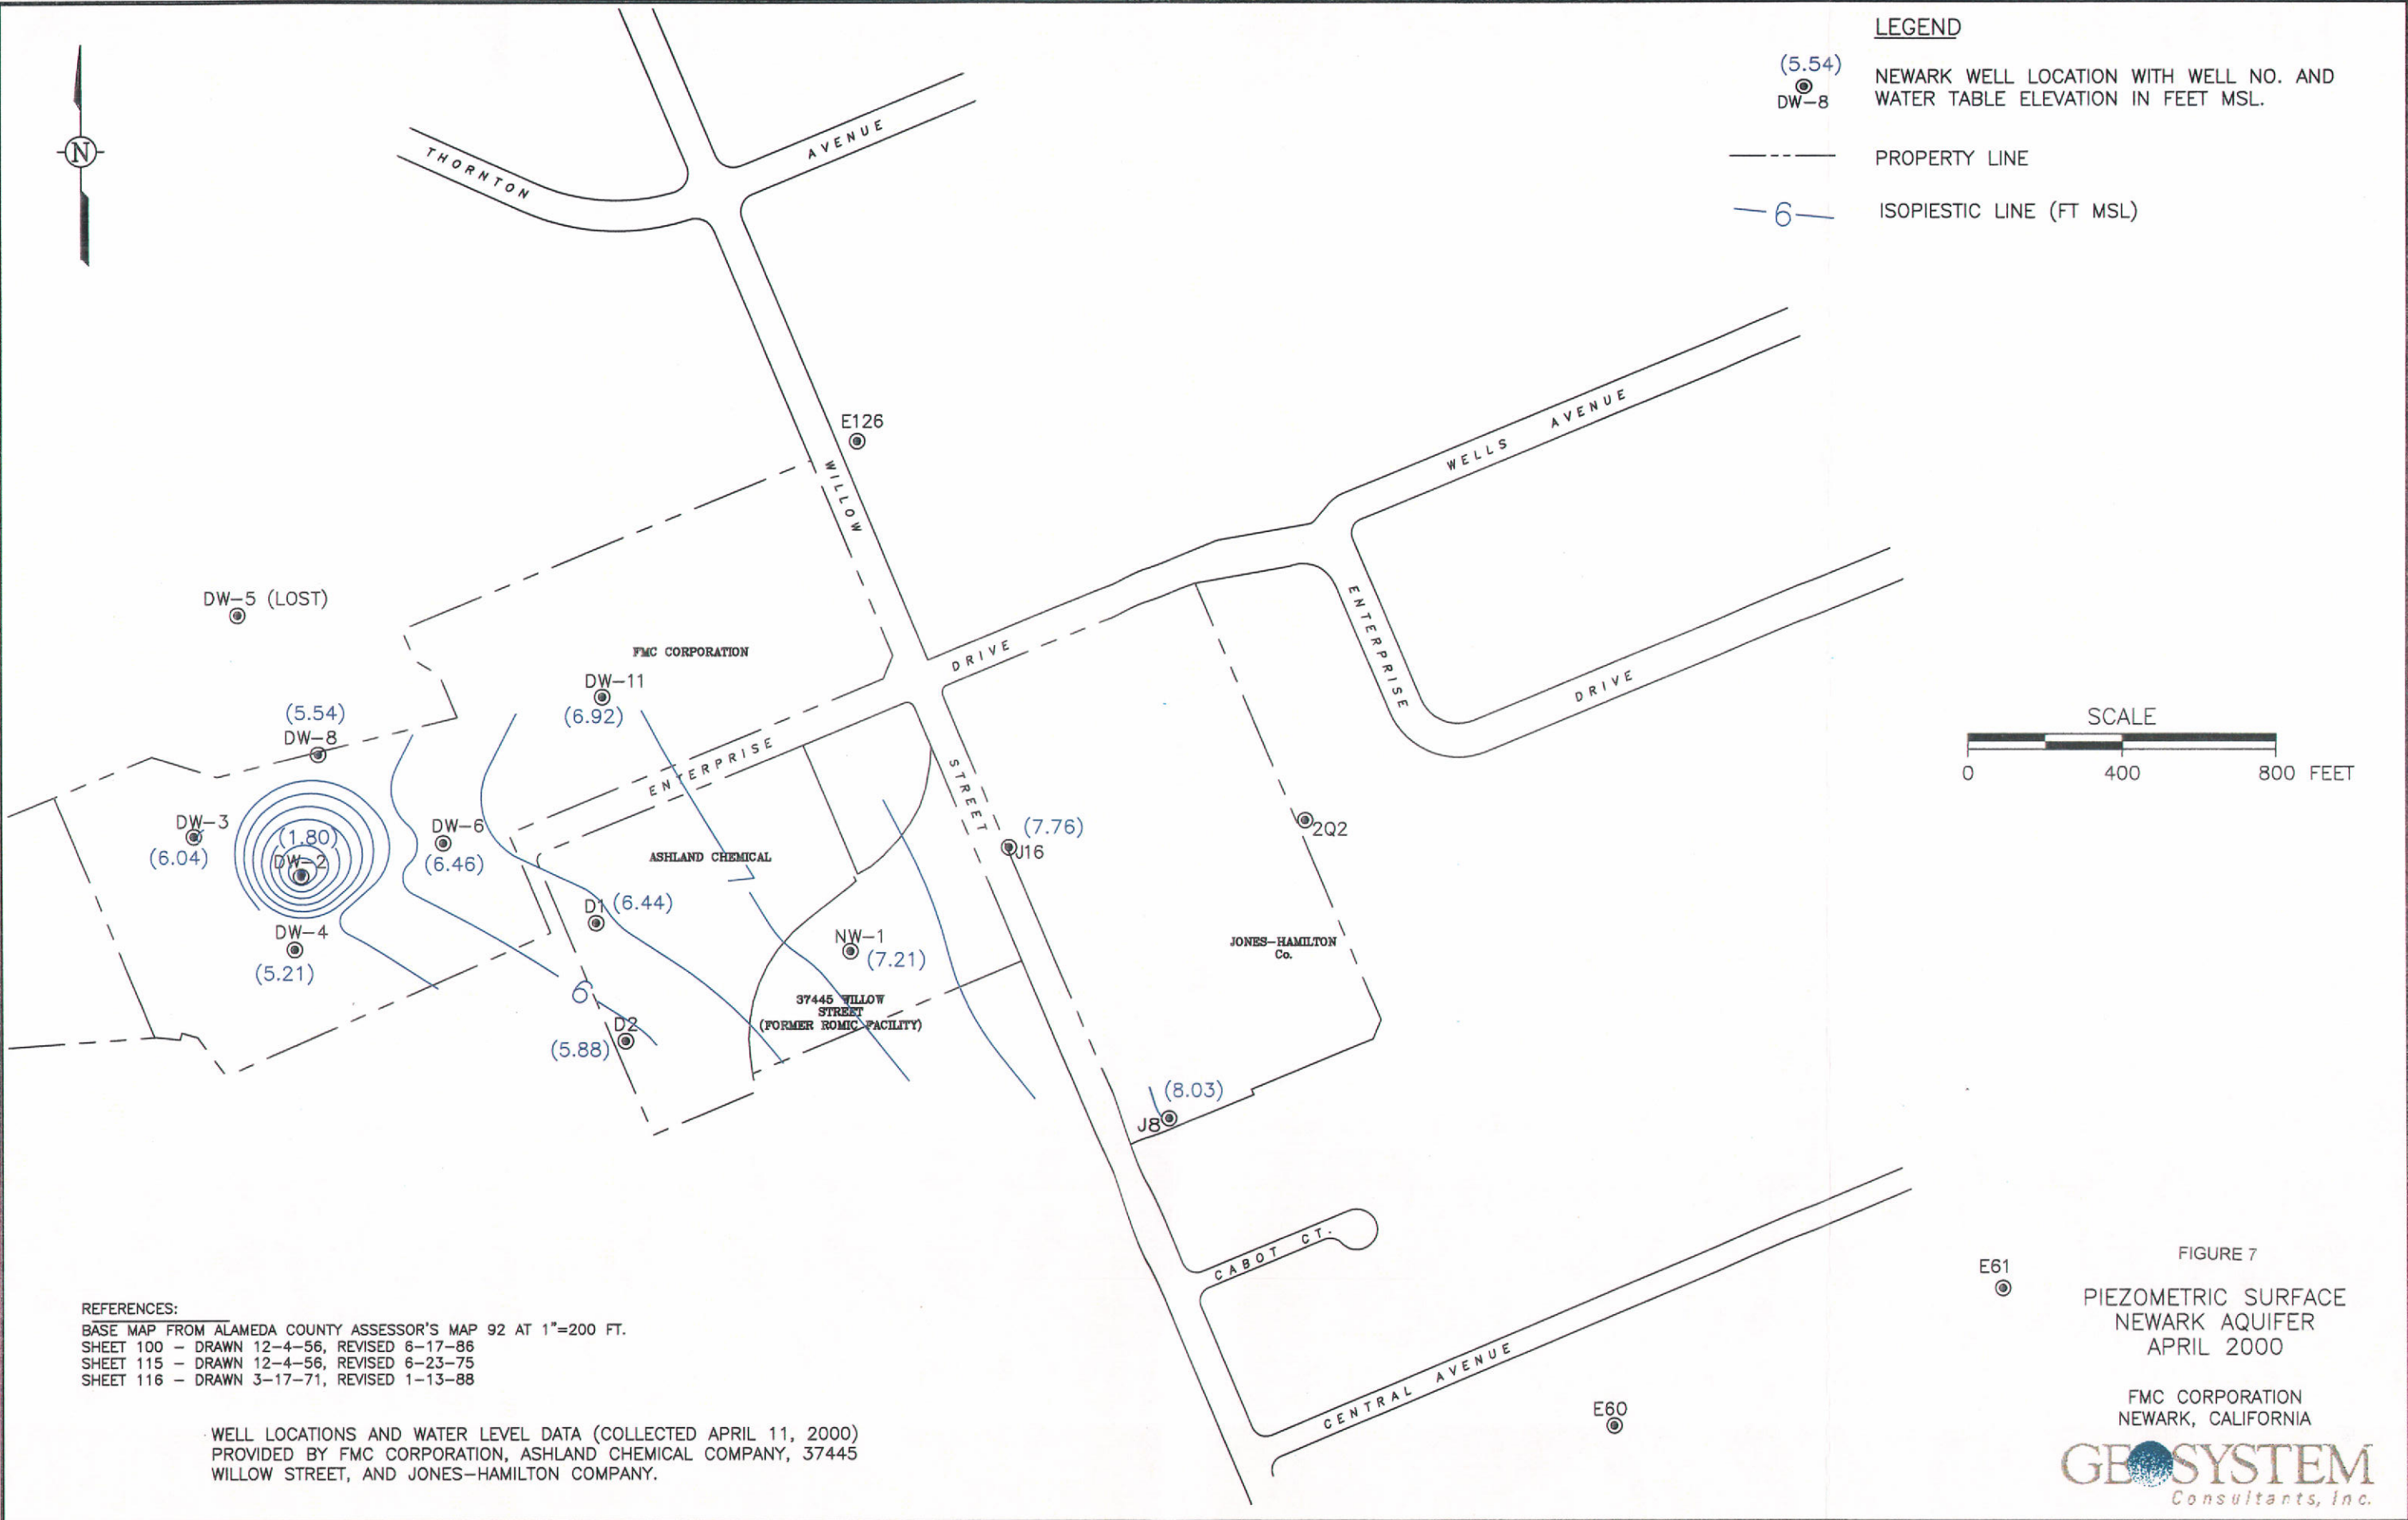 LEGEND
(5.54)
DW-8
NEWARK WELL LOCATION WITH WELL NO. AND
WATER TABLE ELEVATION IN FEET MSL.
PROPERTY LINE
6
ISOPIESTIC LINE (FT MSL)
N
THORNTON
AVENUE
E126
WILLOW
WELLS AVENUE
DW-5 (LOST)
FMC CORPORATION
DRIVE
ENTERPRISE
DRIVE
DW-11
(6.92)
(5.54)
DW-8
SCALE
0 400 800 FEET
ENTERPRISE
STREET
DW-3
(6.04)
(1.80)
DW-2
DW-6
(6.46)
ASHLAND CHEMICAL
7
(7.76)
J16
2Q2
D1 (6.44)
DW-4
(5.21)
NW-1
(7.21)
JONES-HAMILTON
Co.
6
37445 WILLOW
STREET
(FORMER ROMIC FACILITY)
D2
(5.88)
(8.03)
J8
CABOT CT.
CENTRAL AVENUE
E61
E60
REFERENCES:
BASE MAP FROM ALAMEDA COUNTY ASSESSOR'S MAP 92 AT 1"=200 FT.
SHEET 100 - DRAWN 12-4-56, REVISED 6-17-86
SHEET 115 - DRAWN 12-4-56, REVISED 6-23-75
SHEET 116 - DRAWN 3-17-71, REVISED 1-13-88
WELL LOCATIONS AND WATER LEVEL DATA (COLLECTED APRIL 11, 2000)
PROVIDED BY FMC CORPORATION, ASHLAND CHEMICAL COMPANY, 37445
WILLOW STREET, AND JONES-HAMILTON COMPANY.
FIGURE 7
PIEZOMETRIC SURFACE
NEWARK AQUIFER
APRIL 2000
FMC CORPORATION
NEWARK, CALIFORNIA
GEOSYSTEM
Consultants, Inc.